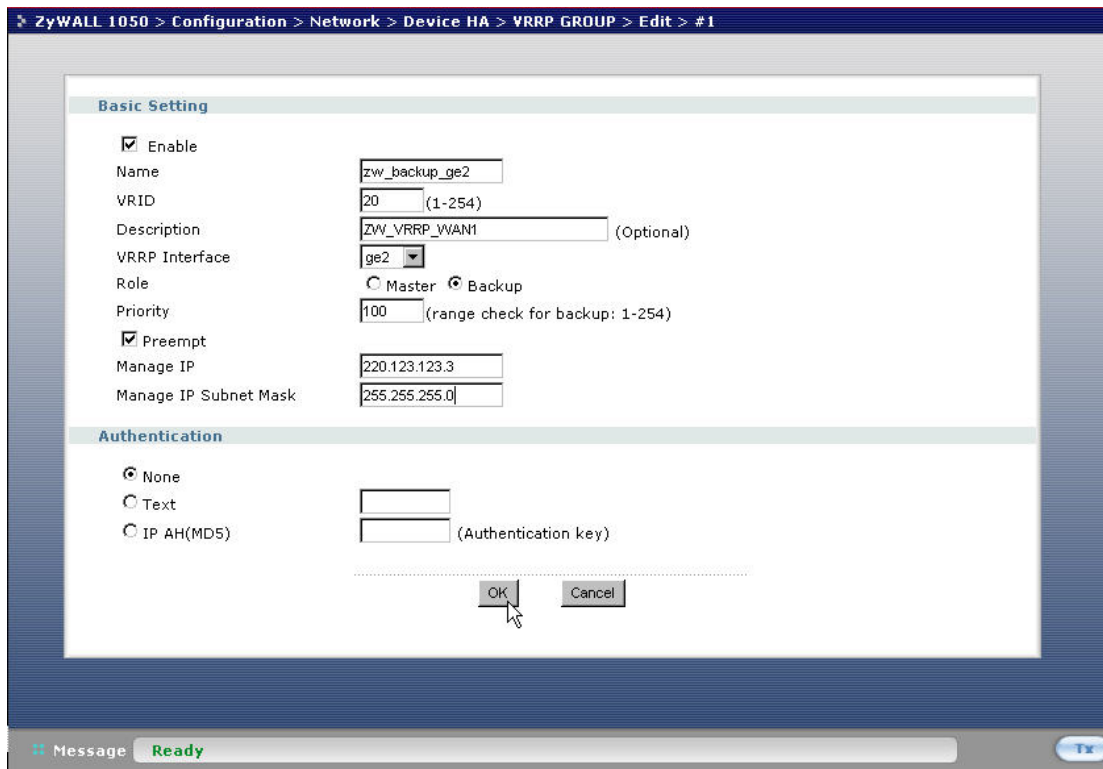 ZyWALL 1050 > Configuration > Network > Device HA > VRRP GROUP > Edit > #1
Basic Setting
Enable
Name zw_backup_ge2
VRID 20 (1-254)
Description ZW_VRRP_WAN1 (Optional)
VRRP Interface ge2
Role Master Backup
Priority 100 (range check for backup: 1-254)
Preempt
Manage IP 220.123.123.3
Manage IP Subnet Mask 255.255.255.0
Authentication
None
Text
IP AH(MD5) (Authentication key)
OK Cancel
Message Ready Tx